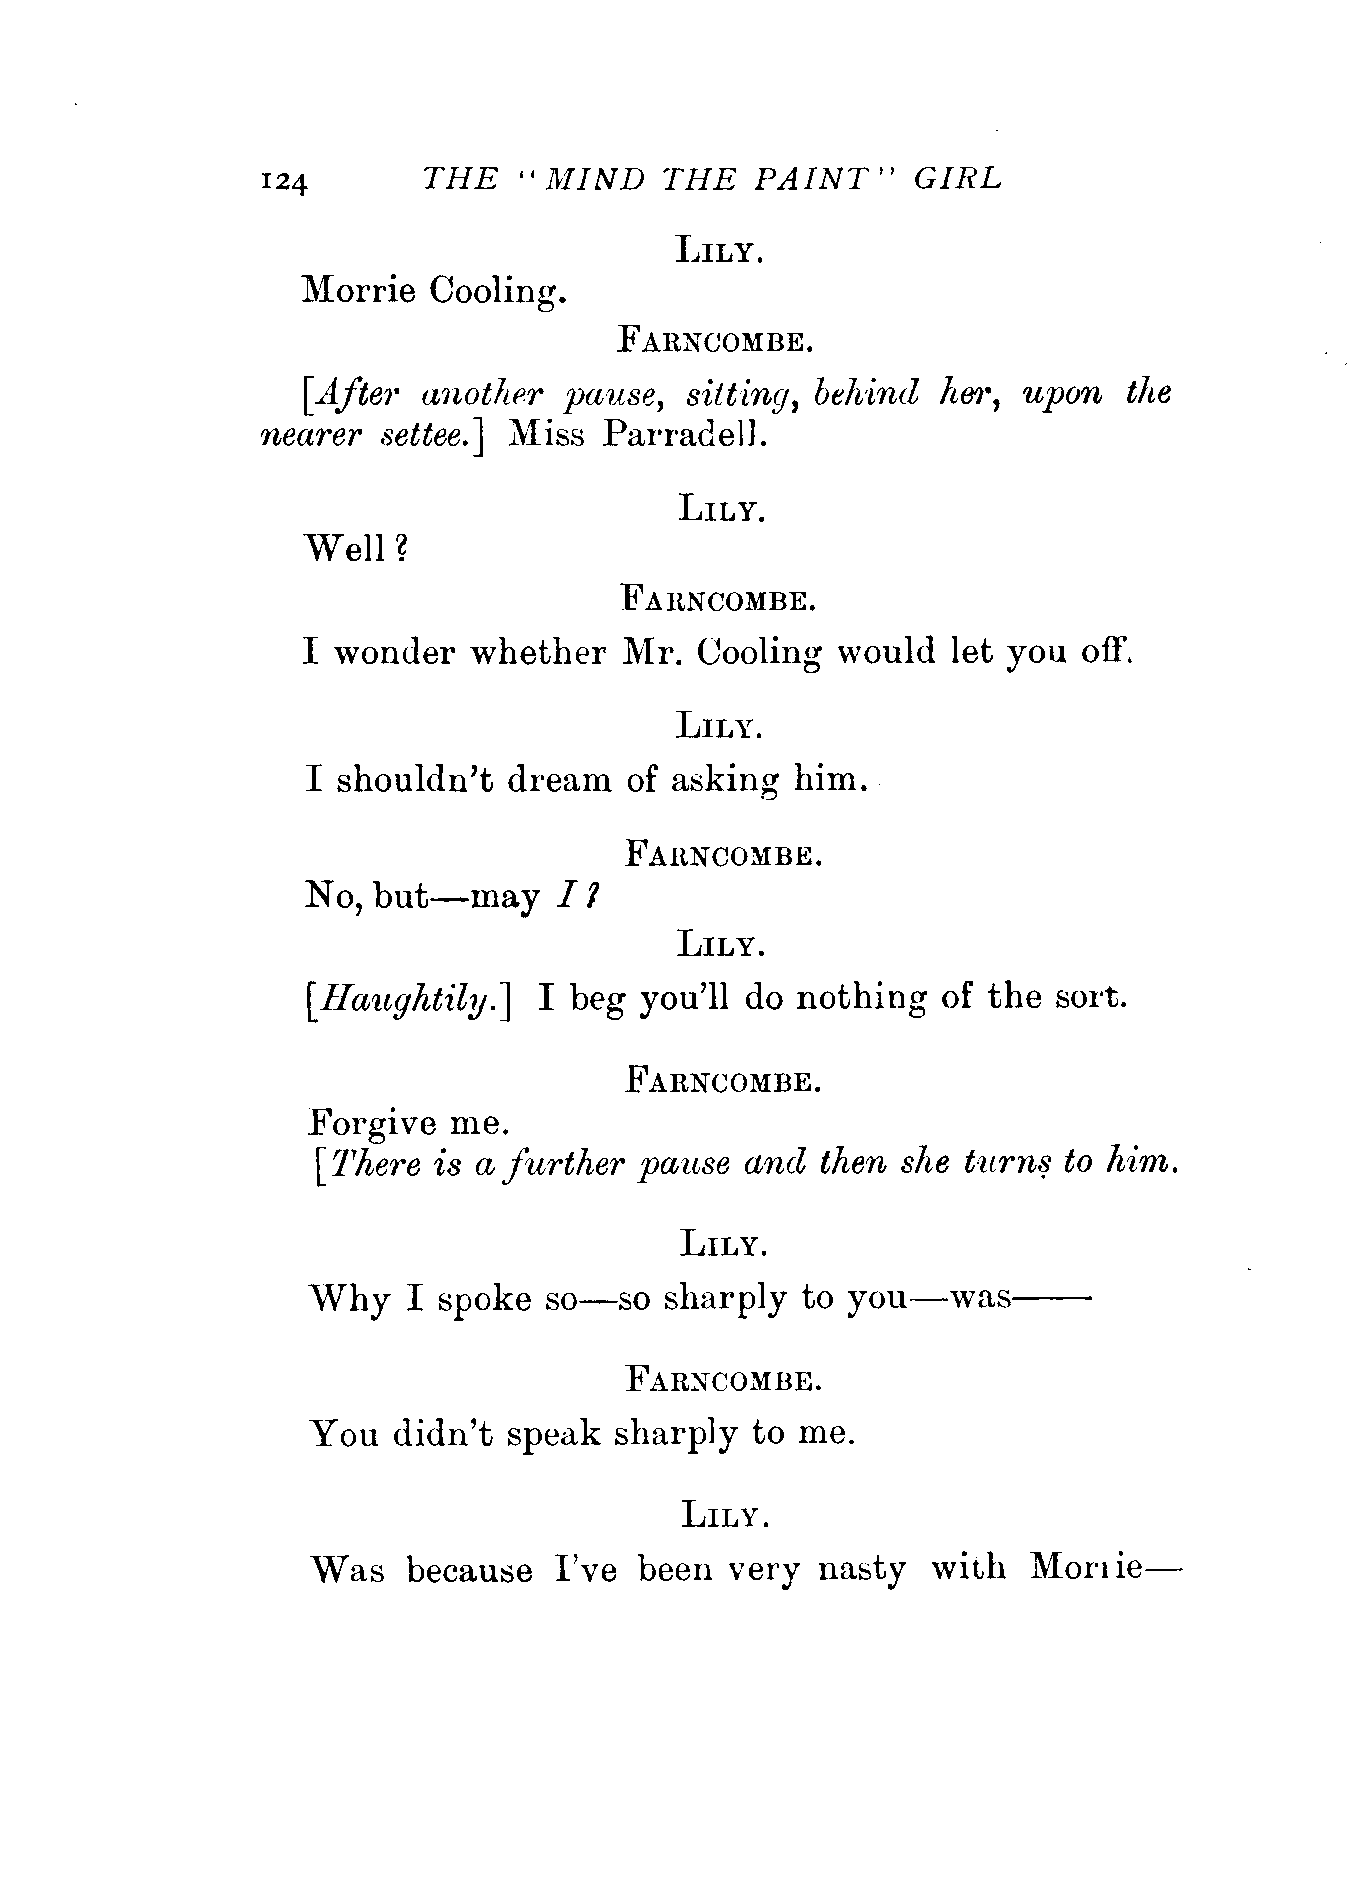 124 THE "MIND THE PAINT" GIRL
LILY.
Morrie Cooling.
FARNCOMBE.
[After another pause, sitting, behind her, upon the
nearer settee.] Miss Parradell.
LILY.
Well?
FARNCOMBE.
I wonder whether Mr. Cooling would let you off.
LILY.
I shouldn't dream of asking him.
FARNCOMBE.
No, but—may I?
LILY.
[Haughtily.] I beg you'll do nothing of the sort.
FARNCOMBE.
Forgive me.
[There is a further pause and then she turns to him.
LILY.
Why I spoke so—so sharply to you—was——
FARNCOMBE.
You didn't speak sharply to me.
LILY.
Was because I've been very nasty with Morrie—